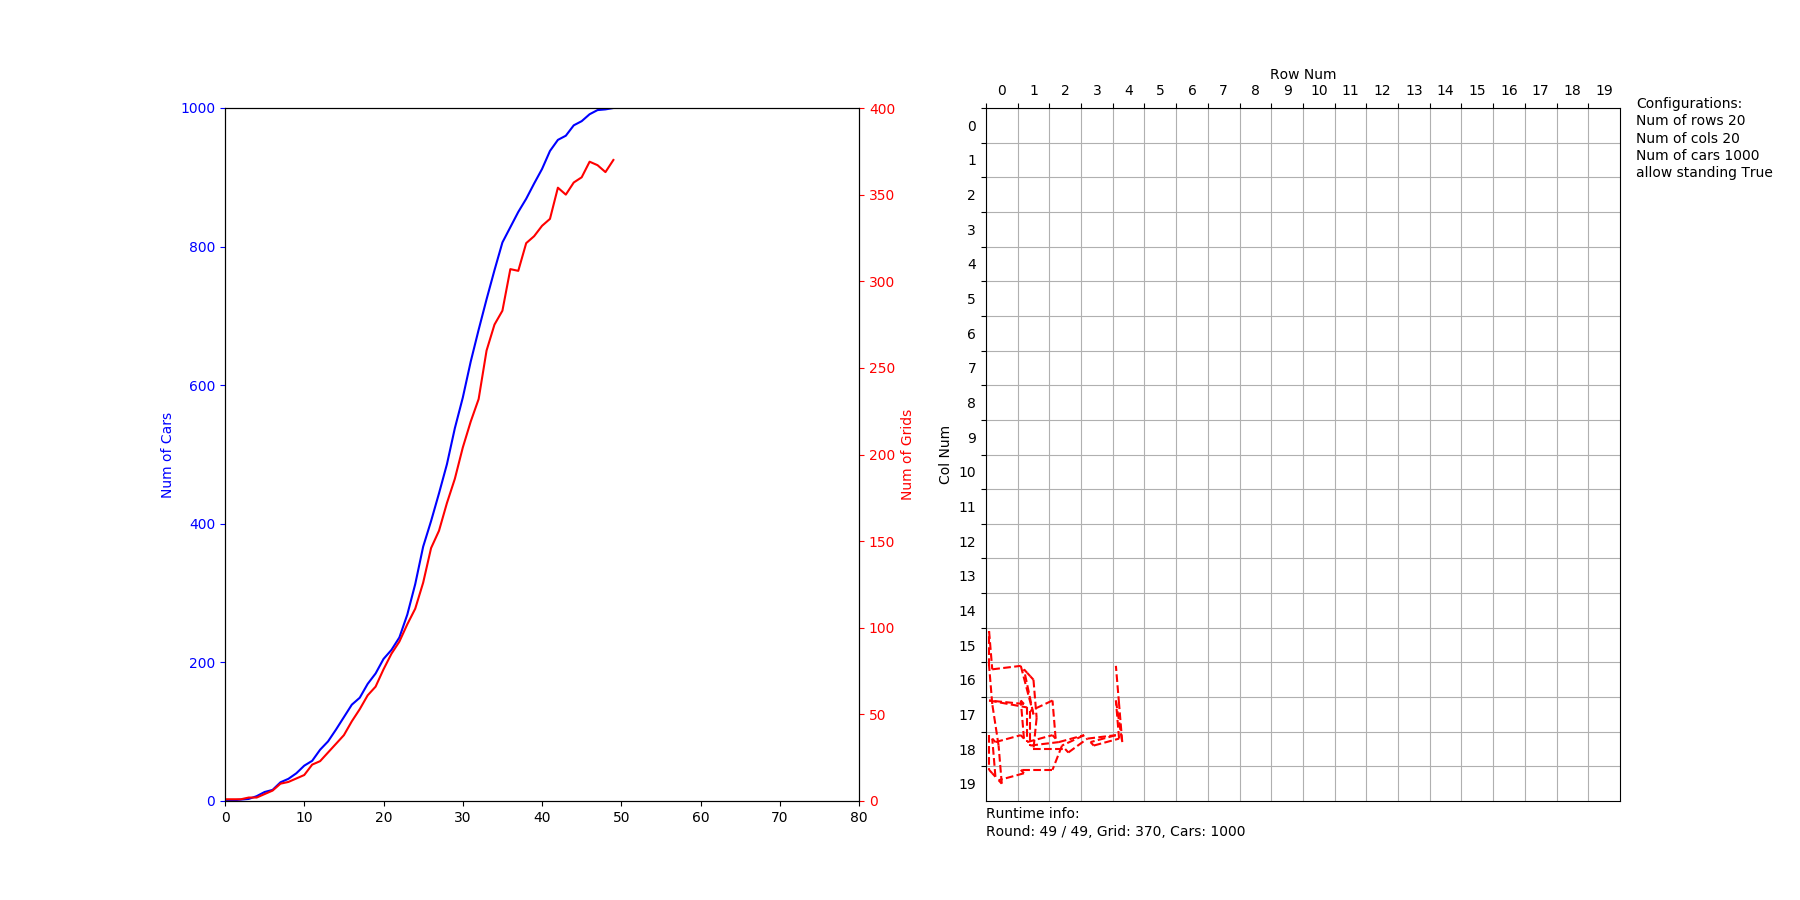 1000
800
600
400
200
0
Num of Cars
0 10 20 30 40 50 60 70 80
400
350
300
250
200
150
100
50
0
Num of Grids
Row Num
0 1 2 3 4 5 6 7 8 9 10 11 12 13 14 15 16 17 18 19
Col Num
0
1
2
3
4
5
6
7
8
9
10
11
12
13
14
15
16
17
18
19
Configurations:
Num of rows 20
Num of cols 20
Num of cars 1000
allow standing True
Runtime info:
Round: 49 / 49, Grid: 370, Cars: 1000